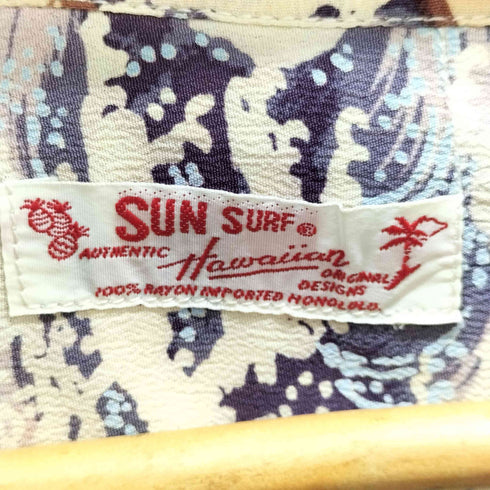 SUN SURF®
AUTHENTIC Hawaiian ORIGINAL DESIGNS
100% RAYON IMPORTED HONOLULU.